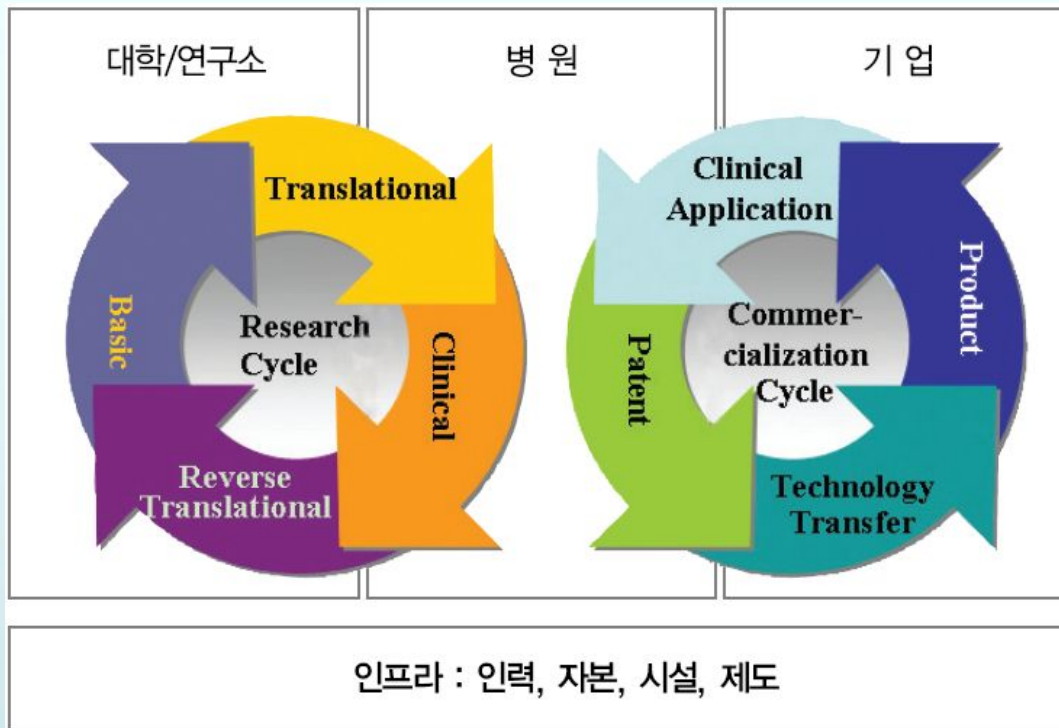 대학/연구소
병 원
기 업
Translational
Basic
Research
Cycle
Clinical
Reverse
Translational
Clinical
Application
Product
Commer-
cialization
Cycle
Patent
Technology
Transfer
인프라 : 인력, 자본, 시설, 제도